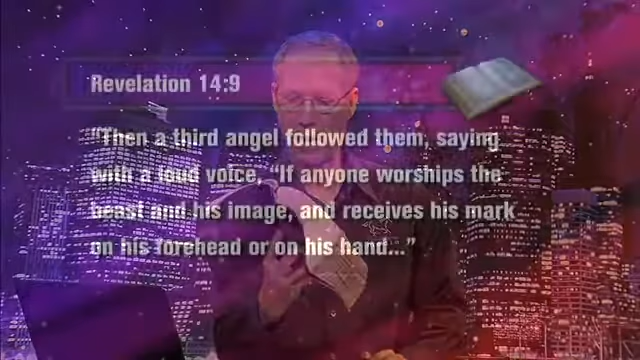 Revelation 14:9
"Then a third angel followed them, saying
with a loud voice, "If anyone worships the
beast and his image, and receives his mark
on his forehead or on his hand..."